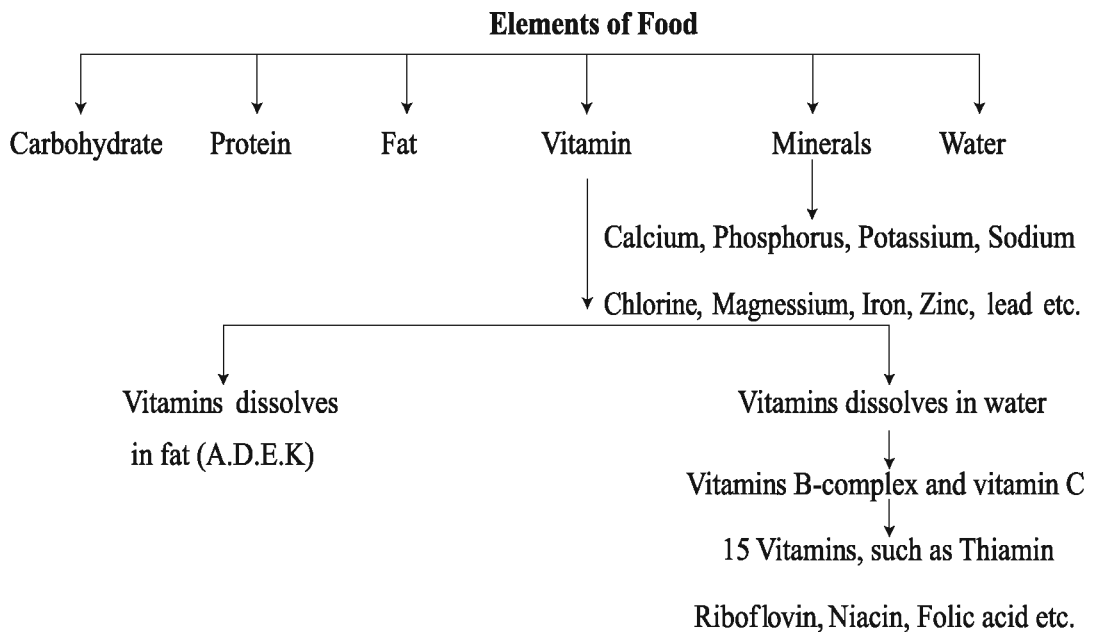 Elements of Food
Carbohydrate Protein Fat Vitamin Minerals Water
Calcium, Phosphorus, Potassium, Sodium
Chlorine, Magnessium, Iron, Zinc, lead etc.
Vitamins dissolves
in fat (A.D.E.K)
Vitamins dissolves in water
Vitamins B-complex and vitamin C
15 Vitamins, such as Thiamin
Riboflovin, Niacin, Folic acid etc.